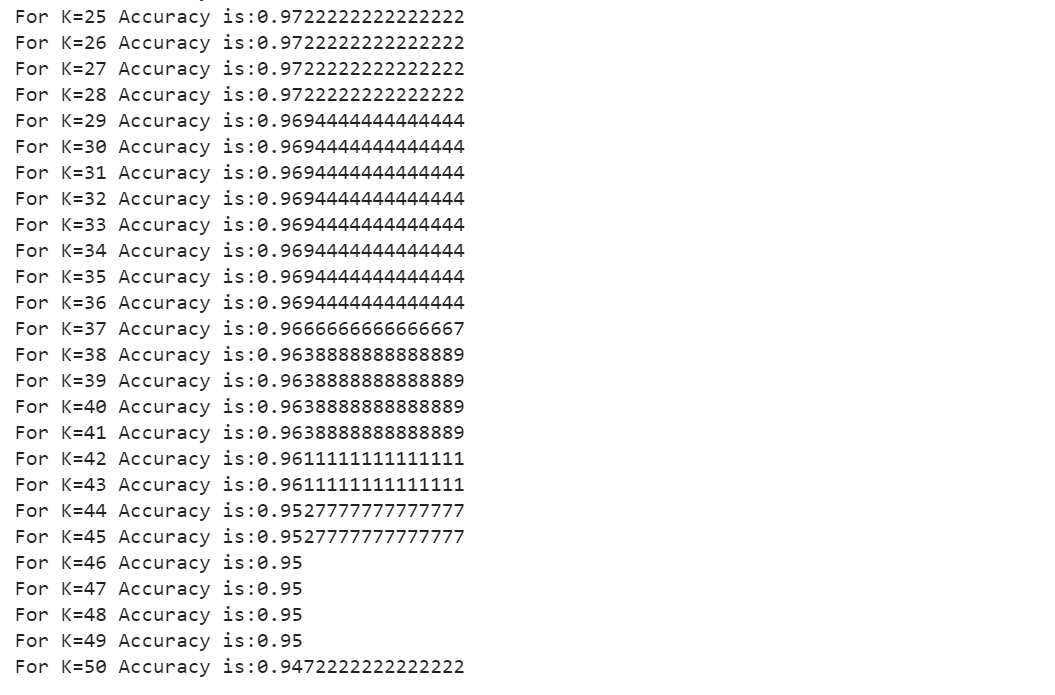 For K=25 Accuracy is:0.9722222222222222
For K=26 Accuracy is:0.9722222222222222
For K=27 Accuracy is:0.9722222222222222
For K=28 Accuracy is:0.9722222222222222
For K=29 Accuracy is:0.9694444444444444
For K=30 Accuracy is:0.9694444444444444
For K=31 Accuracy is:0.9694444444444444
For K=32 Accuracy is:0.9694444444444444
For K=33 Accuracy is:0.9694444444444444
For K=34 Accuracy is:0.9694444444444444
For K=35 Accuracy is:0.9694444444444444
For K=36 Accuracy is:0.9694444444444444
For K=37 Accuracy is:0.9666666666666667
For K=38 Accuracy is:0.9638888888888889
For K=39 Accuracy is:0.9638888888888889
For K=40 Accuracy is:0.9638888888888889
For K=41 Accuracy is:0.9638888888888889
For K=42 Accuracy is:0.9611111111111111
For K=43 Accuracy is:0.9611111111111111
For K=44 Accuracy is:0.9527777777777777
For K=45 Accuracy is:0.9527777777777777
For K=46 Accuracy is:0.95
For K=47 Accuracy is:0.95
For K=48 Accuracy is:0.95
For K=49 Accuracy is:0.95
For K=50 Accuracy is:0.9472222222222222